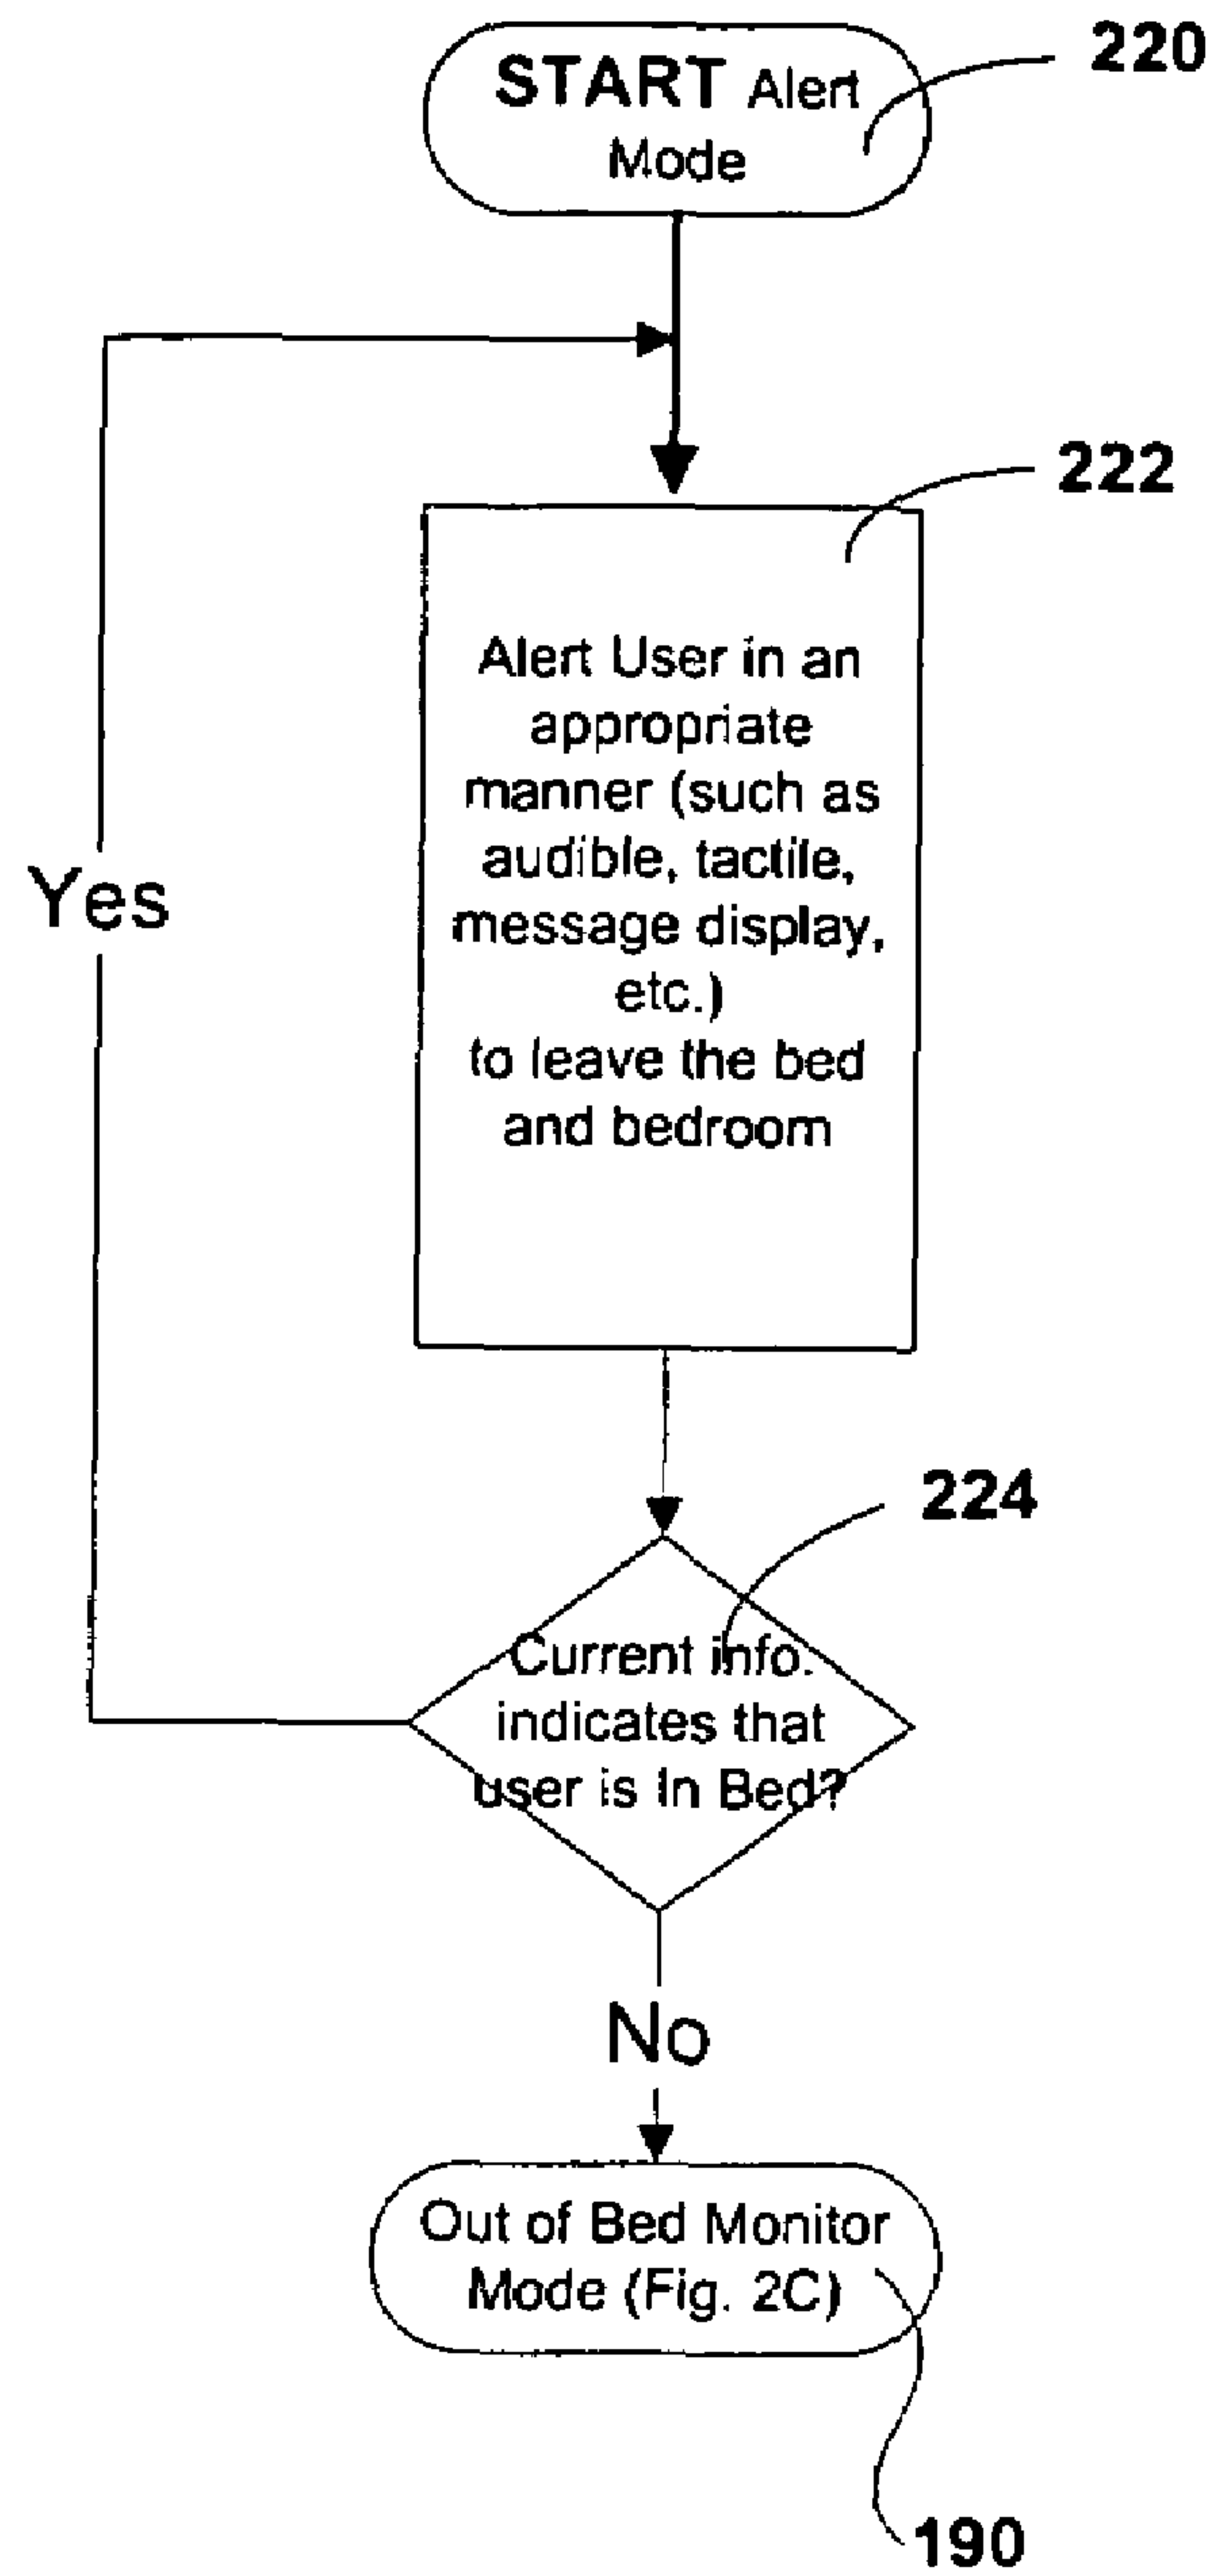 START Alert
Mode
220
222
Alert User in an
appropriate
manner (such as
audible, tactile,
message display,
etc.)
to leave the bed
and bedroom
Yes
224
Current info.
indicates that
user is In Bed?
No
Out of Bed Monitor
Mode (Fig. 2C)
190